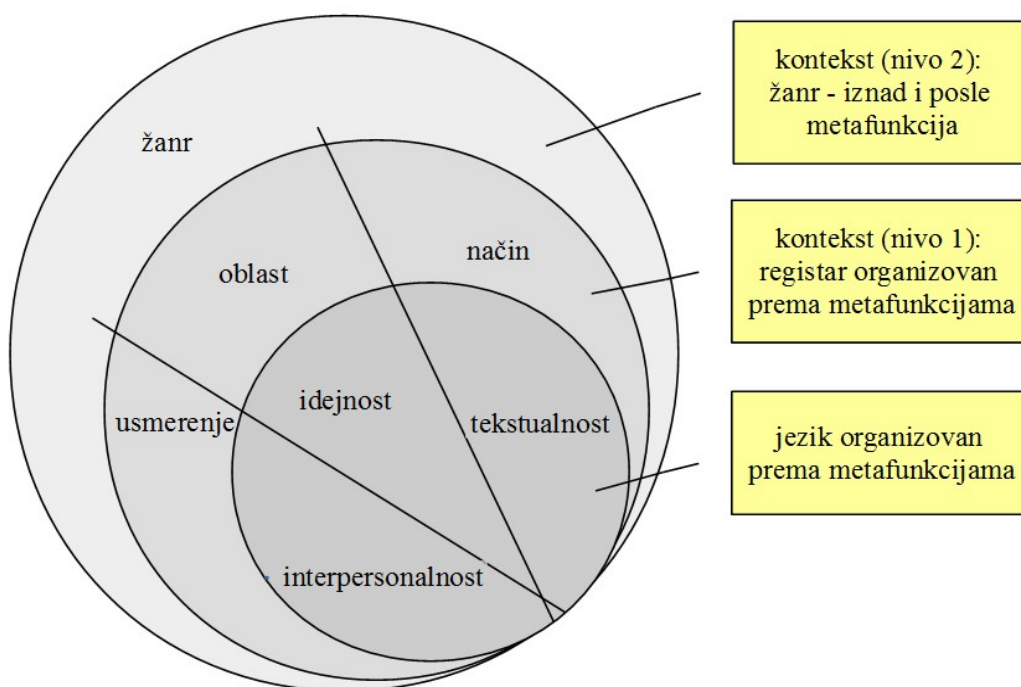 žanr
oblast
način
usmerenje
idejnost
tekstualnost
interpersonalnost
kontekst (nivo 2):
žanr - iznad i posle
metafunkcija
kontekst (nivo 1):
registar organizovan
prema metafunkcijama
jezik organizovan
prema metafunkcijama